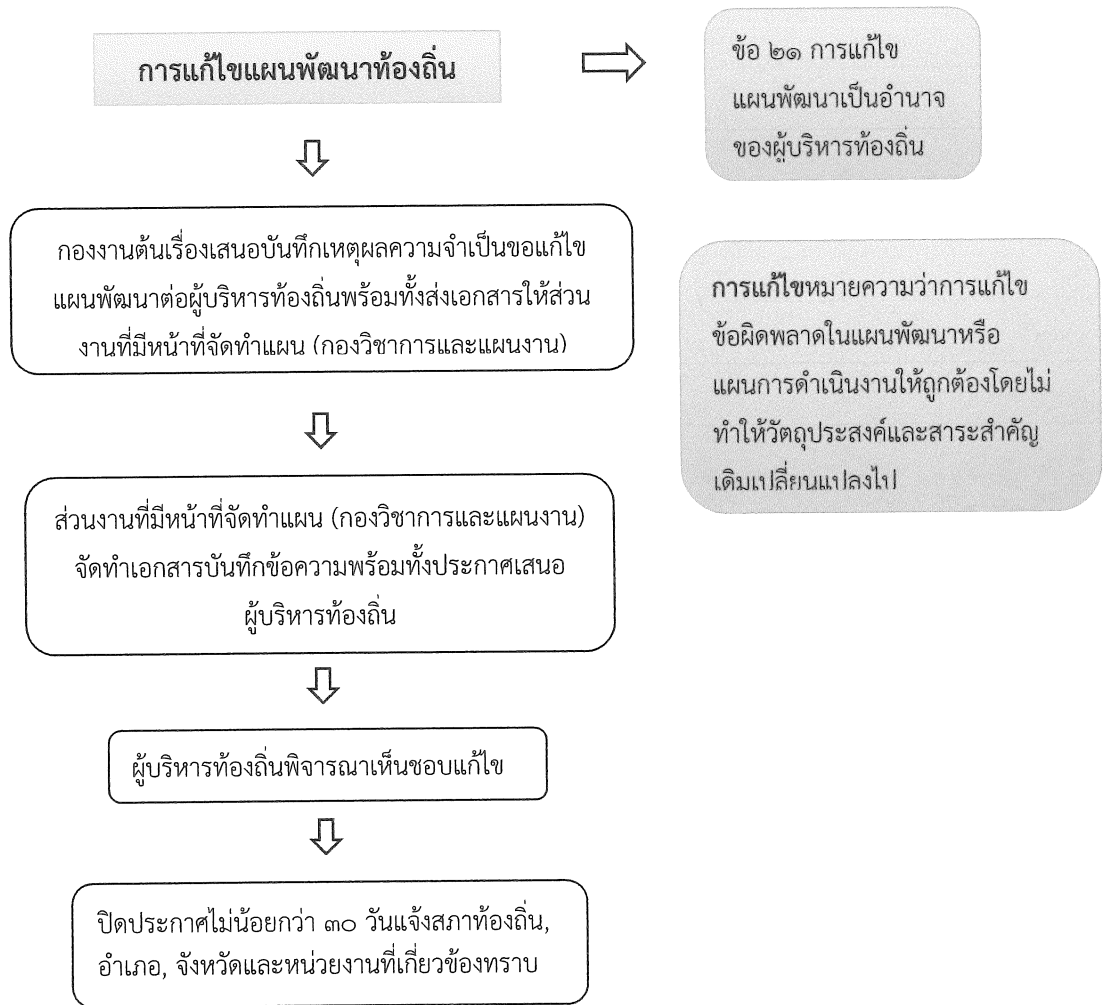 การแก้ไขแผนพัฒนาท้องถิ่น
ข้อ ๒๑ การแก้ไข
แผนพัฒนาเป็นอำนาจ
ของผู้บริหารท้องถิ่น
กองงานต้นเรื่องเสนอบันทึกเหตุผลความจำเป็นขอแก้ไข
แผนพัฒนาต่อผู้บริหารท้องถิ่นพร้อมทั้งส่งเอกสารให้ส่วน
งานที่มีหน้าที่จัดทำแผน (กองวิชาการและแผนงาน)
การแก้ไขหมายความว่าการแก้ไข
ข้อผิดพลาดในแผนพัฒนาหรือ
แผนการดำเนินงานให้ถูกต้องโดยไม่
ทำให้วัตถุประสงค์และสาระสำคัญ
เดิมเปลี่ยนแปลงไป
ส่วนงานที่มีหน้าที่จัดทำแผน (กองวิชาการและแผนงาน)
จัดทำเอกสารบันทึกข้อความพร้อมทั้งประกาศเสนอ
ผู้บริหารท้องถิ่น
ผู้บริหารท้องถิ่นพิจารณาเห็นชอบแก้ไข
ปิดประกาศไม่น้อยกว่า ๓๐ วันแจ้งสภาท้องถิ่น,
อำเภอ, จังหวัดและหน่วยงานที่เกี่ยวข้องทราบ